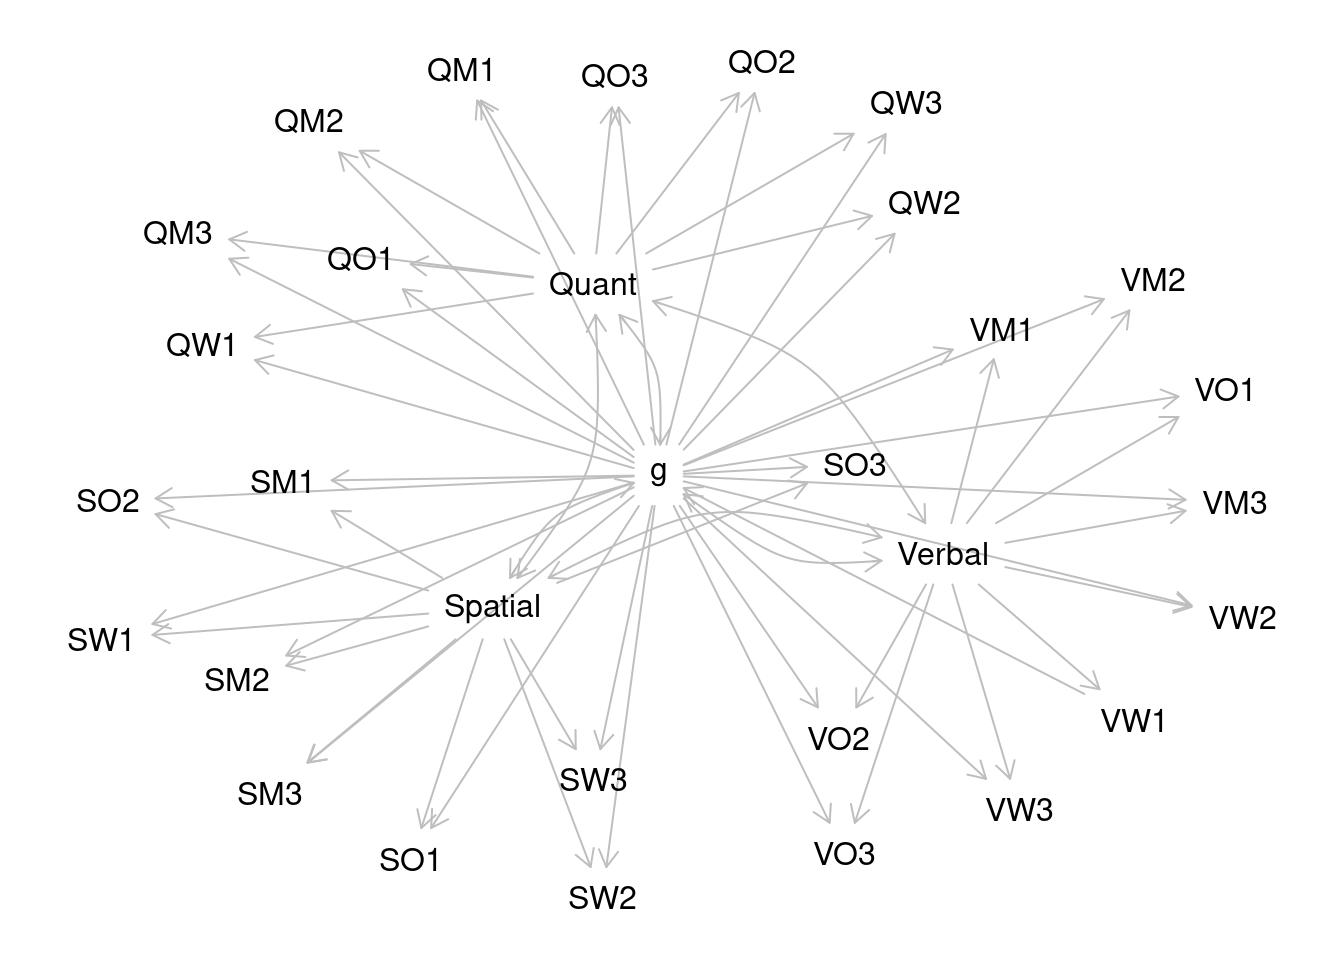 QM1
QO3
QO2
QW3
QM2
QW2
QM3
QO1
Quant
VM2
QW1
VM1
VO1
g
SO3
SM1
SO2
VM3
Verbal
Spatial
VW2
SW1
SM2
VW1
VO2
SW3
SM3
VW3
SO1
VO3
SW2